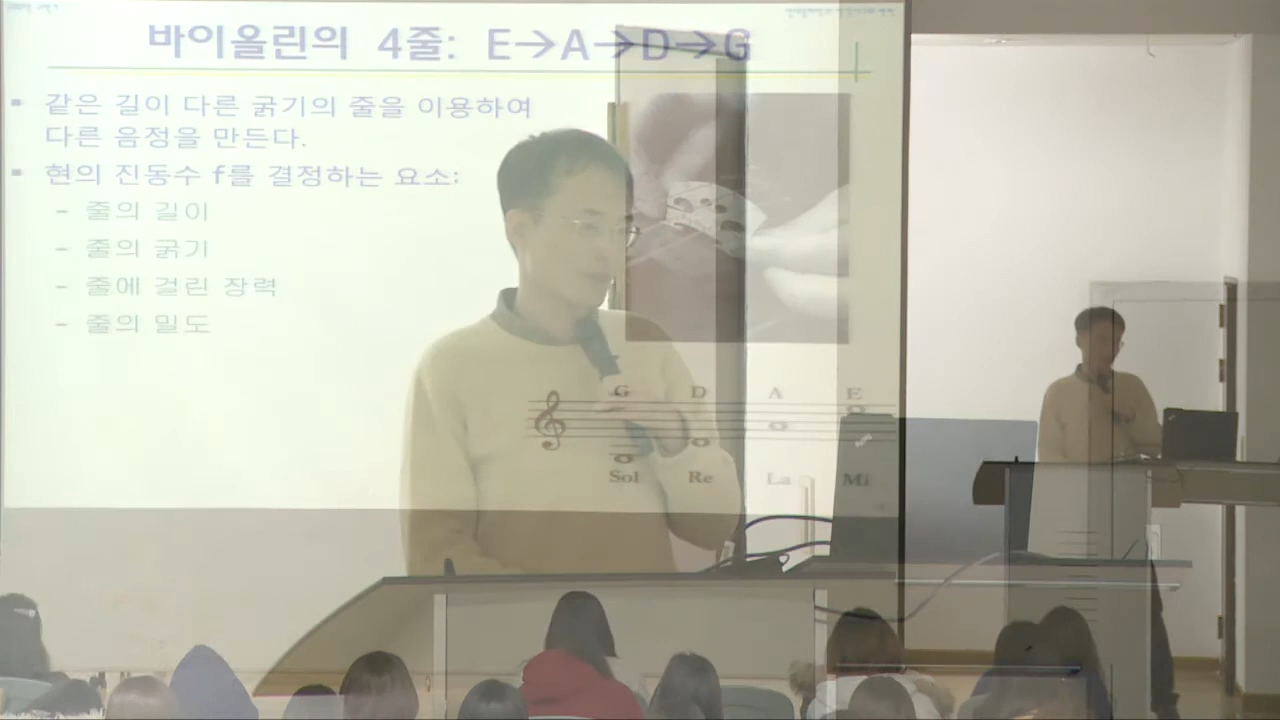 바이올린의 4줄: E→A→D→G
▪ 같은 길이 다른 굵기의 줄을 이용하여
다른 음정을 만든다.
▪ 현의 진동수 f를 결정하는 요소:
- 줄의 길이
- 줄의 굵기
- 줄에 걸린 장력
- 줄의 밀도
G D A E
Sol Re La Mi